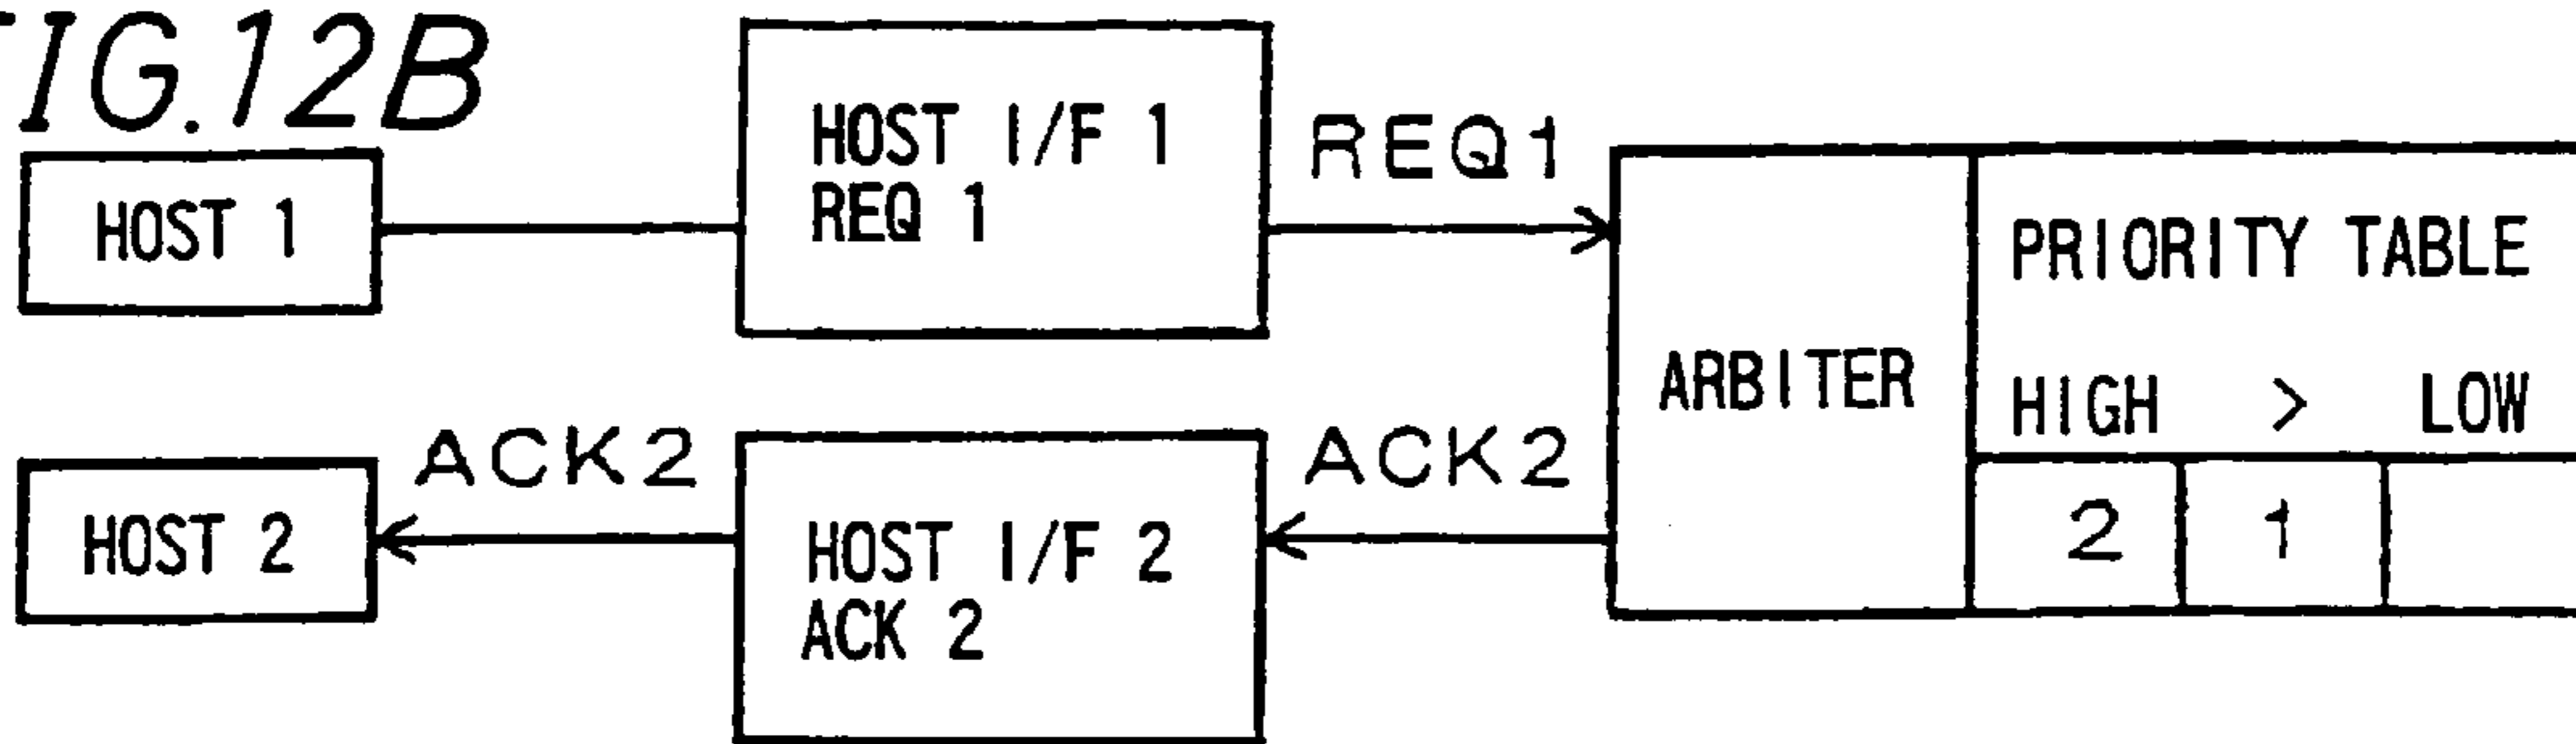 FIG.12B
HOST 1
HOST I/F 1
REQ 1
REQ1
ARBITER
PRIORITY TABLE
HIGH > LOW
2 1
HOST 2
ACK2
HOST I/F 2
ACK 2
ACK2